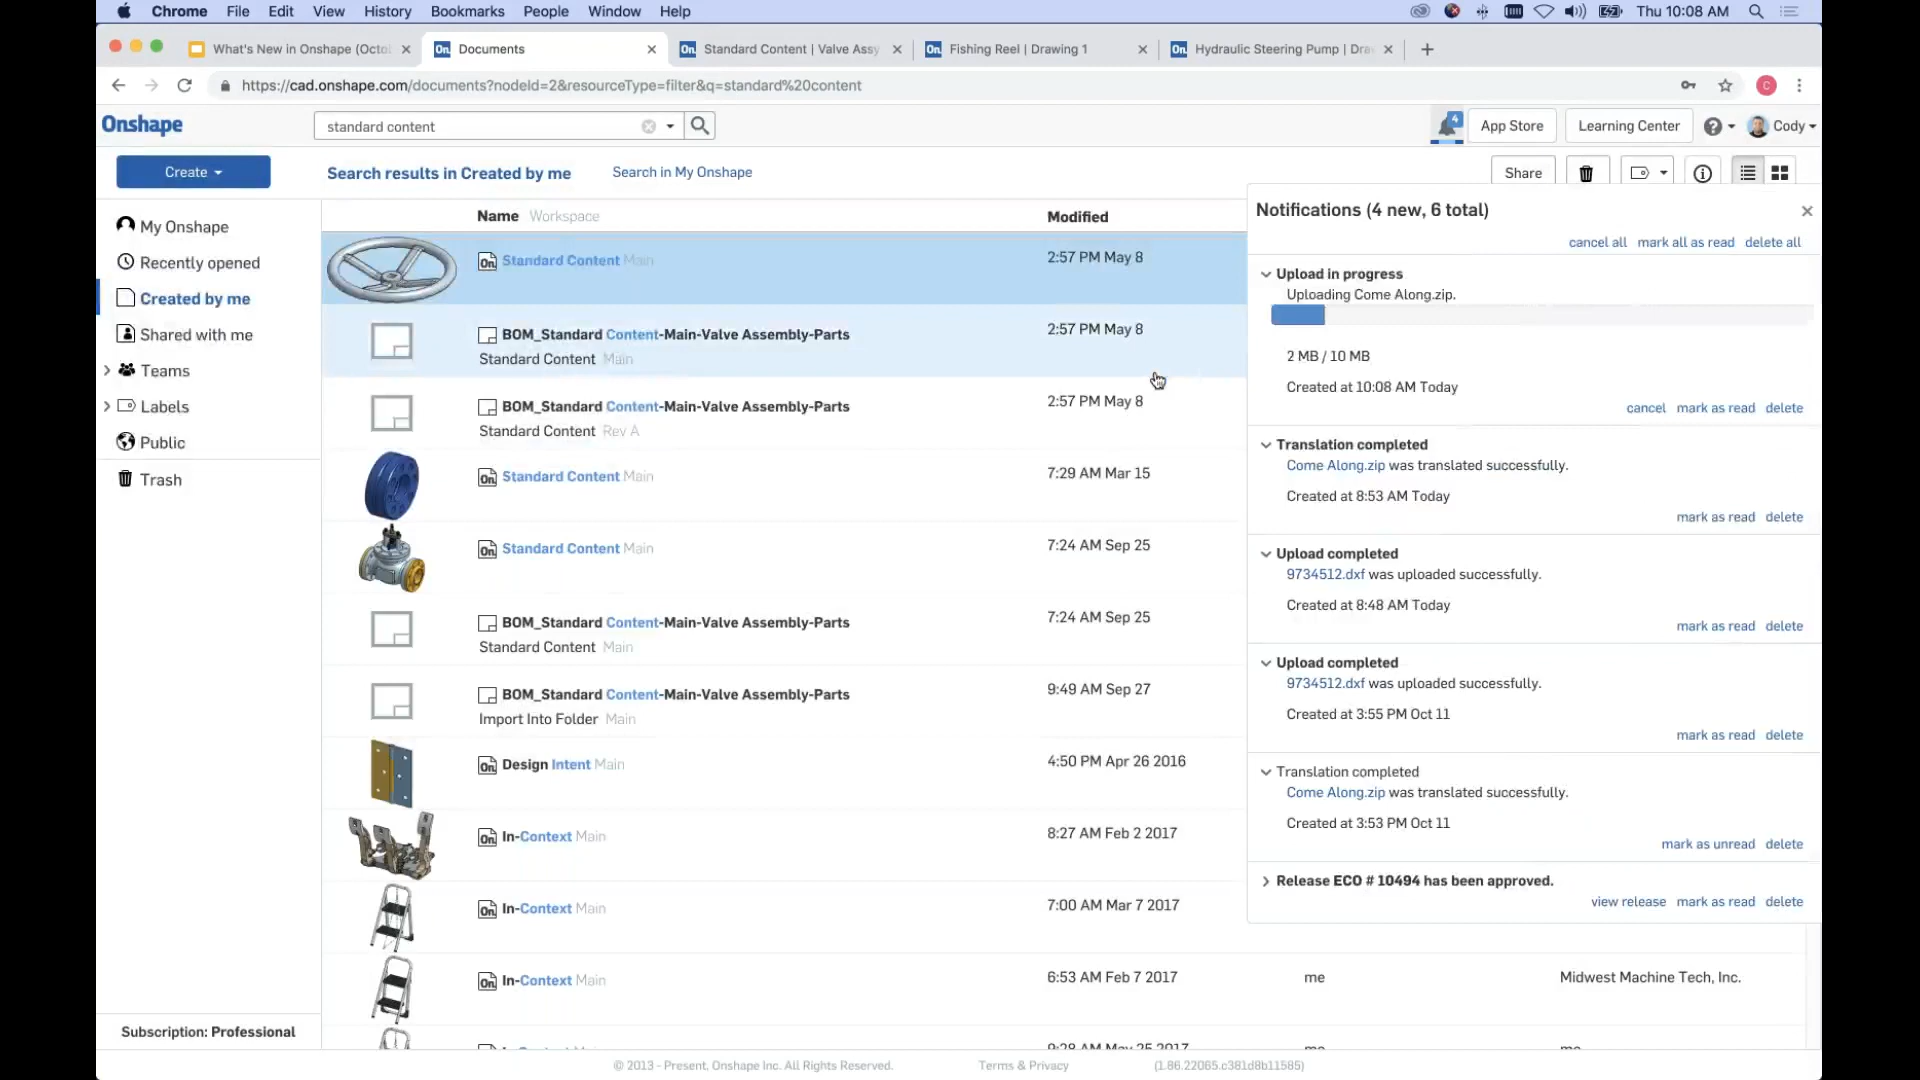 Chrome File Edit View History Bookmarks People Window Help Thu 10:08 AM
What's New in Onshape (Octo
Documents
Standard Content | Valve Assy
Fishing Reel | Drawing 1
Hydraulic Steering Pump | Dra
https://cad.onshape.com/documents?nodeId=2&resourceType=filter&q=standard%20content
C
Onshape
standard content
4
App Store
Learning Center
Cody
Create
Search results in Created by me
Search in My Onshape
Share
My Onshape
Recently opened
Created by me
Shared with me
Teams
Labels
Public
Trash
Subscription: Professional
Name Workspace
Modified
Standard Content Main
2:57 PM May 8
BOM_Standard Content-Main-Valve Assembly-Parts
Standard Content Main
2:57 PM May 8
BOM_Standard Content-Main-Valve Assembly-Parts
Standard Content Rev A
2:57 PM May 8
Standard Content Main
7:29 AM Mar 15
Standard Content Main
7:24 AM Sep 25
BOM_Standard Content-Main-Valve Assembly-Parts
Standard Content Main
7:24 AM Sep 25
BOM_Standard Content-Main-Valve Assembly-Parts
Import Into Folder Main
9:49 AM Sep 27
Design Intent Main
4:50 PM Apr 26 2016
In-Context Main
8:27 AM Feb 2 2017
In-Context Main
7:00 AM Mar 7 2017
In-Context Main
6:53 AM Feb 7 2017
me
Midwest Machine Tech, Inc.
9:28 AM May 25 2017
me
me
Notifications (4 new, 6 total)
cancel all mark all as read delete all
Upload in progress
Uploading Come Along.zip.
2 MB / 10 MB
Created at 10:08 AM Today
cancel mark as read delete
Translation completed
Come Along.zip was translated successfully.
Created at 8:53 AM Today
mark as read delete
Upload completed
9734512.dxf was uploaded successfully.
Created at 8:48 AM Today
mark as read delete
Upload completed
9734512.dxf was uploaded successfully.
Created at 3:55 PM Oct 11
mark as read delete
Translation completed
Come Along.zip was translated successfully.
Created at 3:53 PM Oct 11
mark as unread delete
Release ECO # 10494 has been approved.
view release mark as read delete
© 2013 - Present, Onshape Inc. All Rights Reserved.
Terms & Privacy
(1.86.22065.c381d8b11585)